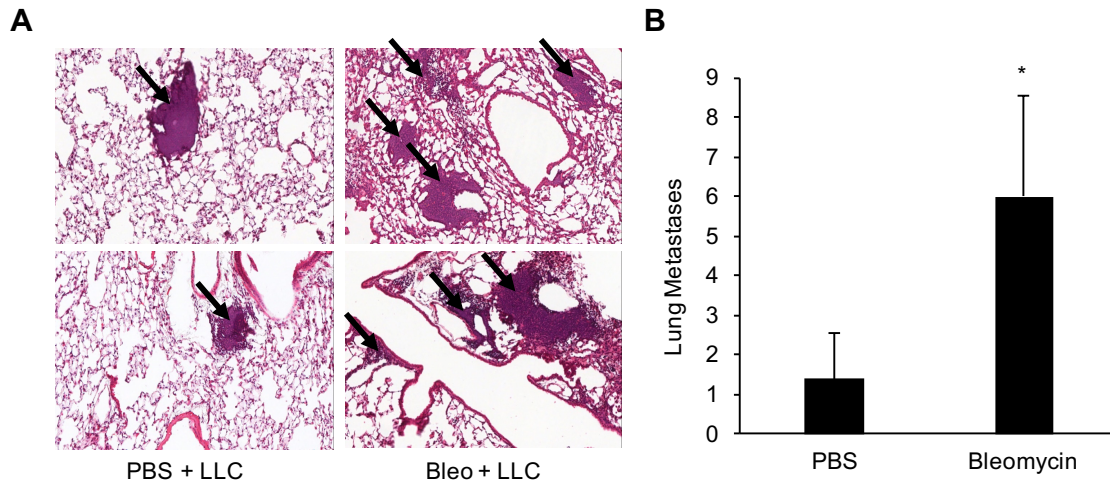 A
PBS + LLC
Bleo + LLC
B
Lung Metastases
9
8
7
6
5
4
3
2
1
0
*
PBS
Bleomycin